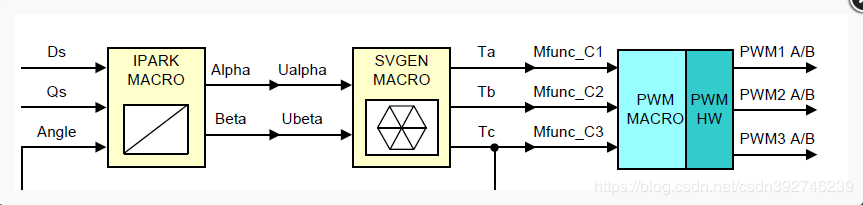 Ds
Qs
Angle
IPARK
MACRO
Alpha
Beta
Ualpha
Ubeta
SVGEN
MACRO
Ta
Tb
Tc
Mfunc_C1
Mfunc_C2
Mfunc_C3
PWM
MACRO
PWM
HW
PWM1 A/B
PWM2 A/B
PWM3 A/B
https://blog.csdn.net/csdn392746239